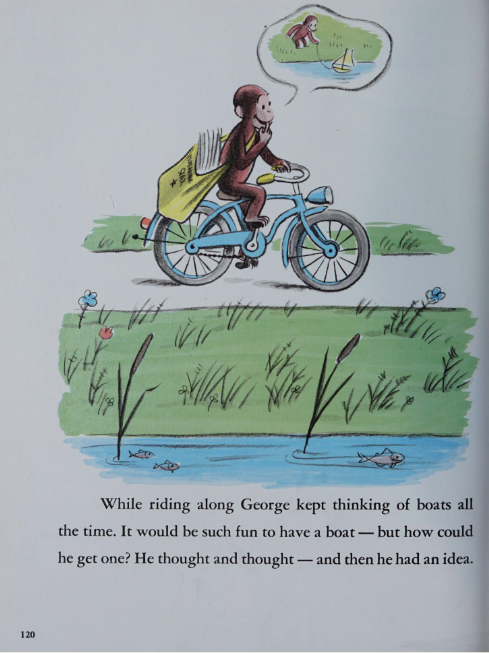 While riding along George kept thinking of boats all
the time. It would be such fun to have a boat — but how could
he get one? He thought and thought — and then he had an idea.
120